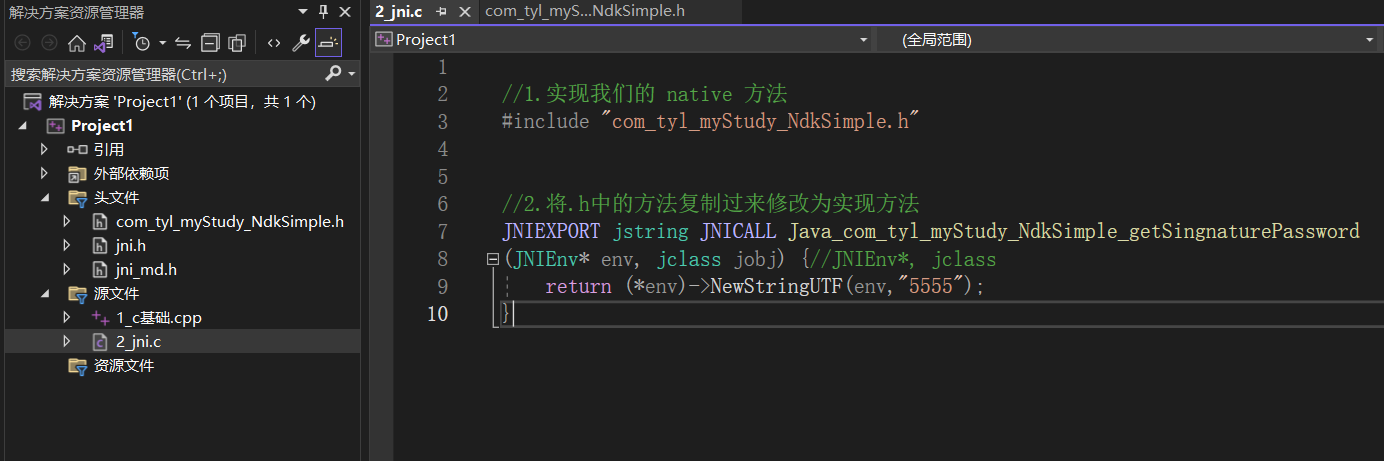 解决方案资源管理器
搜索解决方案资源管理器(Ctrl+;)
解决方案 'Project1' (1 个项目，共 1 个)
Project1
引用
外部依赖项
头文件
com_tyl_myStudy_NdkSimple.h
jni.h
jni_md.h
源文件
1_c基础.cpp
2_jni.c
资源文件
2_jni.c com_tyl_myS...NdkSimple.h
Project1 (全局范围)
1
2 //1.实现我们的 native 方法
3 #include "com_tyl_myStudy_NdkSimple.h"
4
5
6 //2.将.h中的方法复制过来修改为实现方法
7 JNIEXPORT jstring JNICALL Java_com_tyl_myStudy_NdkSimple_getSingnaturePassword
8 (JNIEnv* env, jclass jobj) {//JNIEnv*, jclass
9 return (*env)->NewStringUTF(env,"5555");
10 }